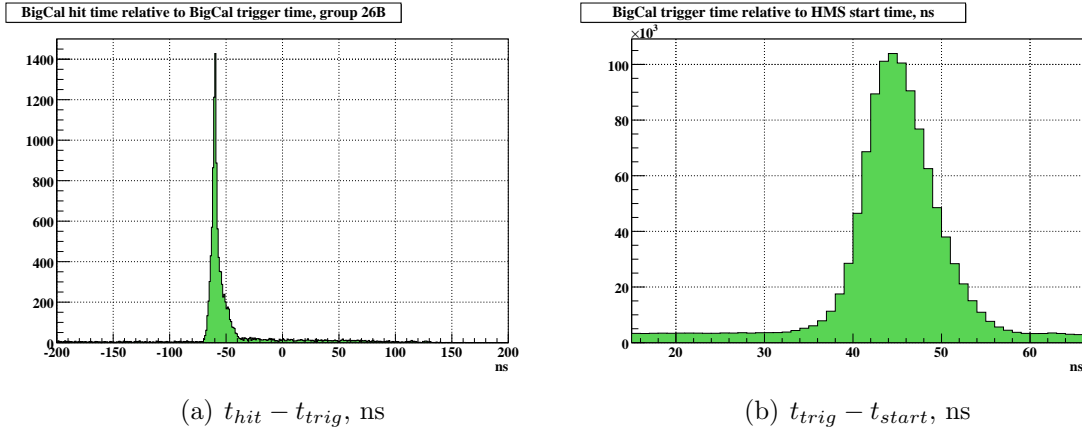 BigCal hit time relative to BigCal trigger time, group 26B
1400
1200
1000
800
600
400
200
0
-200 -150 -100 -50 0 50 100 150 200
ns
(a) t_hit − t_trig, ns
BigCal trigger time relative to HMS start time, ns
×10³
100
80
60
40
20
0
20 30 40 50 60
ns
(b) t_trig − t_start, ns